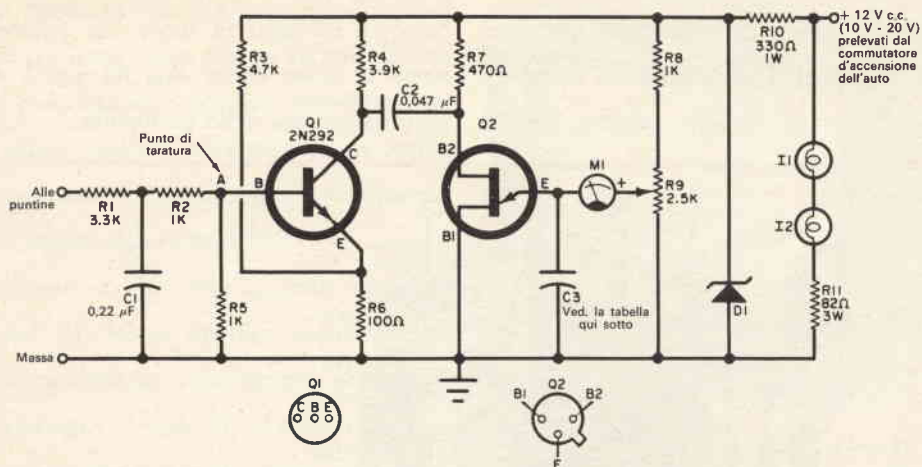 R3
4.7K
R4
3.9K
C2
0,047 µF
R7
470Ω
R8
1K
R10
330Ω
1W
+ 12 V c.c.
(10 V - 20 V)
prelevati dal
commutatore
d'accensione
dell'auto
Q1
2N292
Q2
Punto di
taratura
A
B
C
E
B2
B1
E
M1
+
R9
2.5K
I1
I2
Alle
puntine
R1
3.3K
R2
1K
C1
0,22 µF
R5
1K
R6
100Ω
C3
Ved. la tabella
qui sotto
D1
R11
82Ω
3W
Massa
Q1
C B E
Q2
B1
B2
E